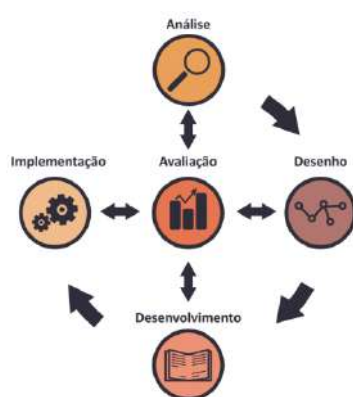 Análise
Implementação
Avaliação
Desenho
Desenvolvimento